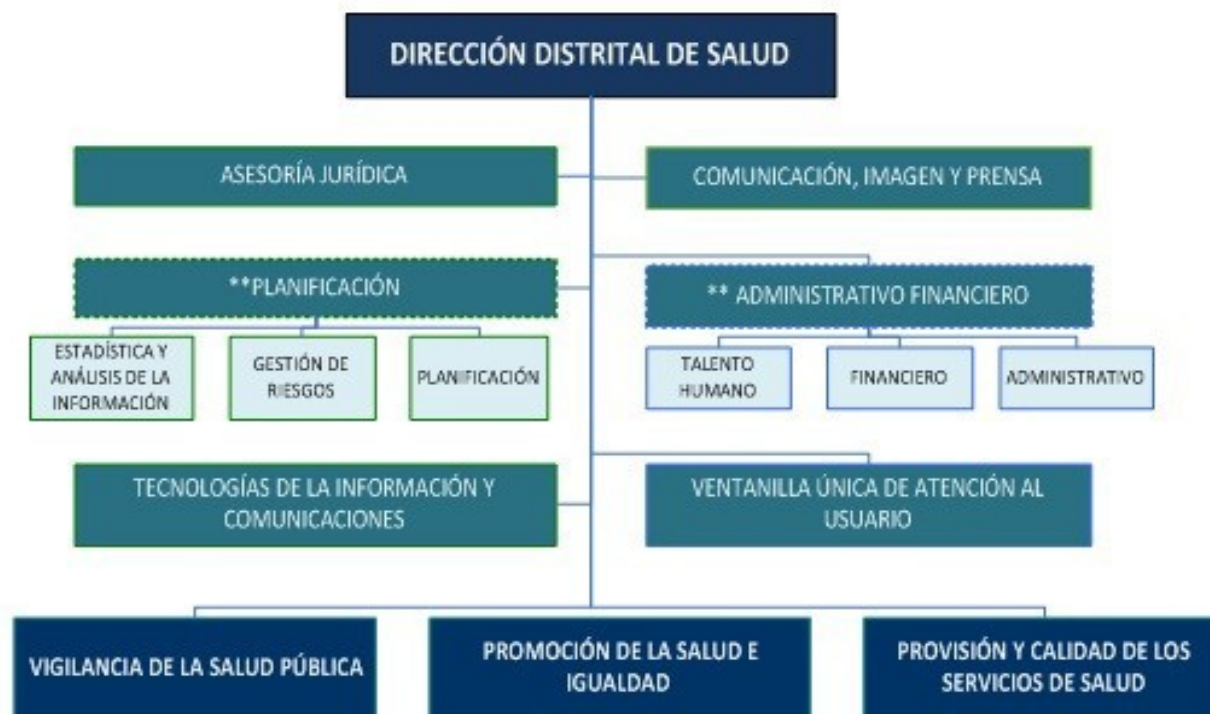 DIRECCIÓN DISTRITAL DE SALUD
ASESORÍA JURÍDICA
COMUNICACIÓN, IMAGEN Y PRENSA
**PLANIFICACIÓN
** ADMINISTRATIVO FINANCIERO
ESTADÍSTICA Y
ANÁLISIS DE LA
INFORMACIÓN
GESTIÓN DE
RIESGOS
PLANIFICACIÓN
TALENTO
HUMANO
FINANCIERO
ADMINISTRATIVO
TECNOLOGÍAS DE LA INFORMACIÓN Y
COMUNICACIONES
VENTANILLA ÚNICA DE ATENCIÓN AL
USUARIO
VIGILANCIA DE LA SALUD PÚBLICA
PROMOCIÓN DE LA SALUD E
IGUALDAD
PROVISIÓN Y CALIDAD DE LOS
SERVICIOS DE SALUD